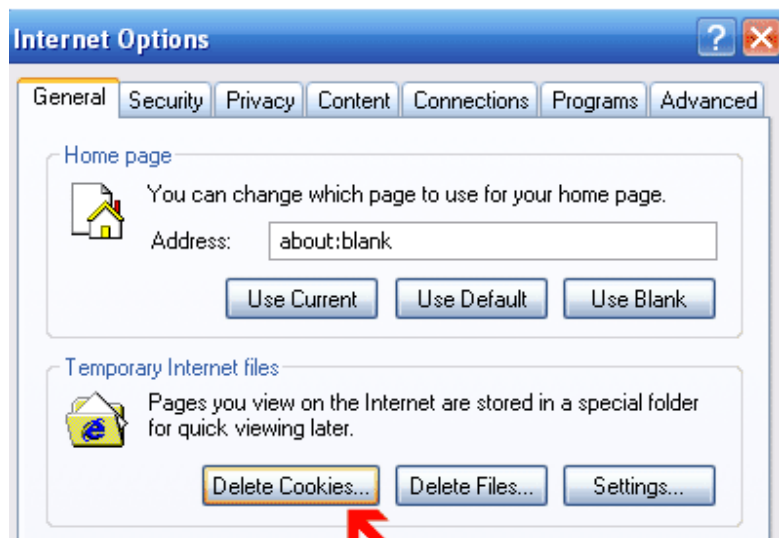 Internet Options
General Security Privacy Content Connections Programs Advanced
Home page
You can change which page to use for your home page.
Address: about:blank
Use Current Use Default Use Blank
Temporary Internet files
Pages you view on the Internet are stored in a special folder
for quick viewing later.
Delete Cookies... Delete Files... Settings...